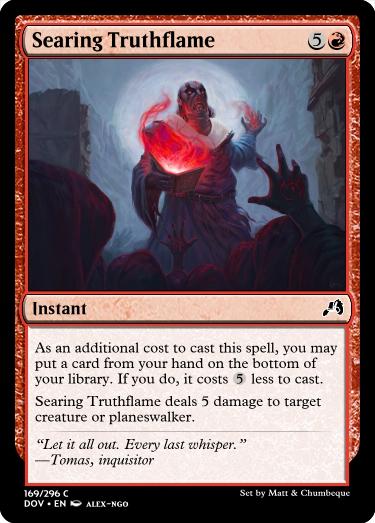 Searing Truthflame 5
Instant
As an additional cost to cast this spell, you may
put a card from your hand on the bottom of
your library. If you do, it costs 5 less to cast.
Searing Truthflame deals 5 damage to target
creature or planeswalker.
“Let it all out. Every last whisper.”
—Tomas, inquisitor
169/296 C
DOV • EN ALEX-NGO
Set by Matt & Chumbeque